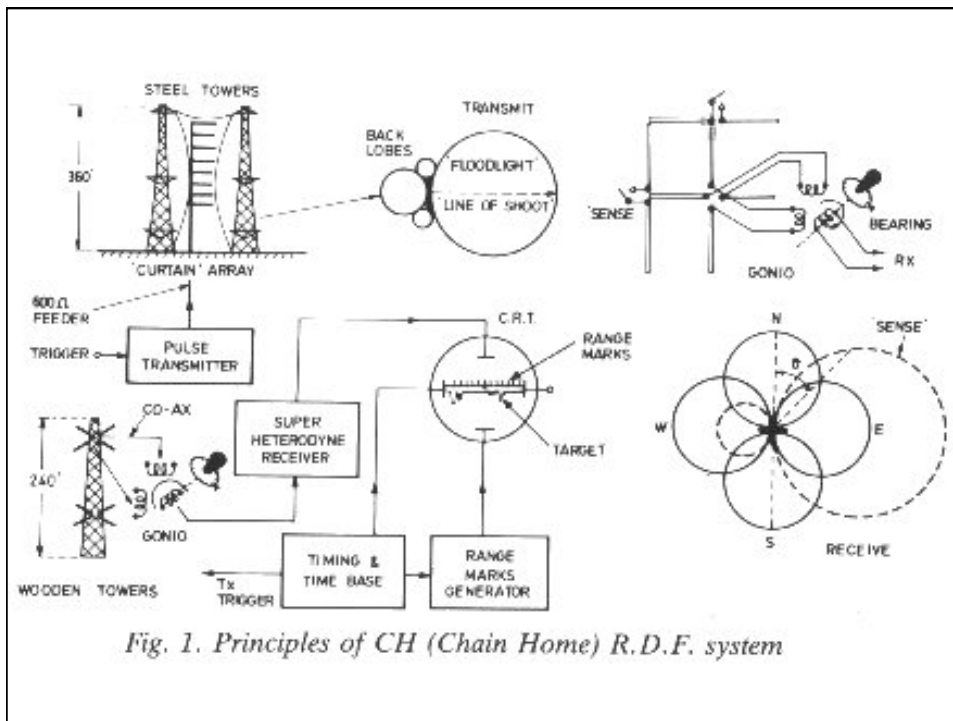 STEEL TOWERS
360'
'CURTAIN' ARRAY
600Ω
FEEDER
TRIGGER
PULSE
TRANSMITTER
TRANSMIT
BACK
LOBES
'FLOODLIGHT'
LINE OF SHOOT
'SENSE'
GONIO
BEARING
RX
CO-AX
240'
GONIO
WOODEN TOWERS
SUPER
HETERODYNE
RECEIVER
C.R.T.
RANGE
MARKS
TARGET
TIMING &
TIME BASE
TX
TRIGGER
RANGE
MARKS
GENERATOR
N
'SENSE'
W
E
S
RECEIVE
Fig. 1. Principles of CH (Chain Home) R.D.F. system